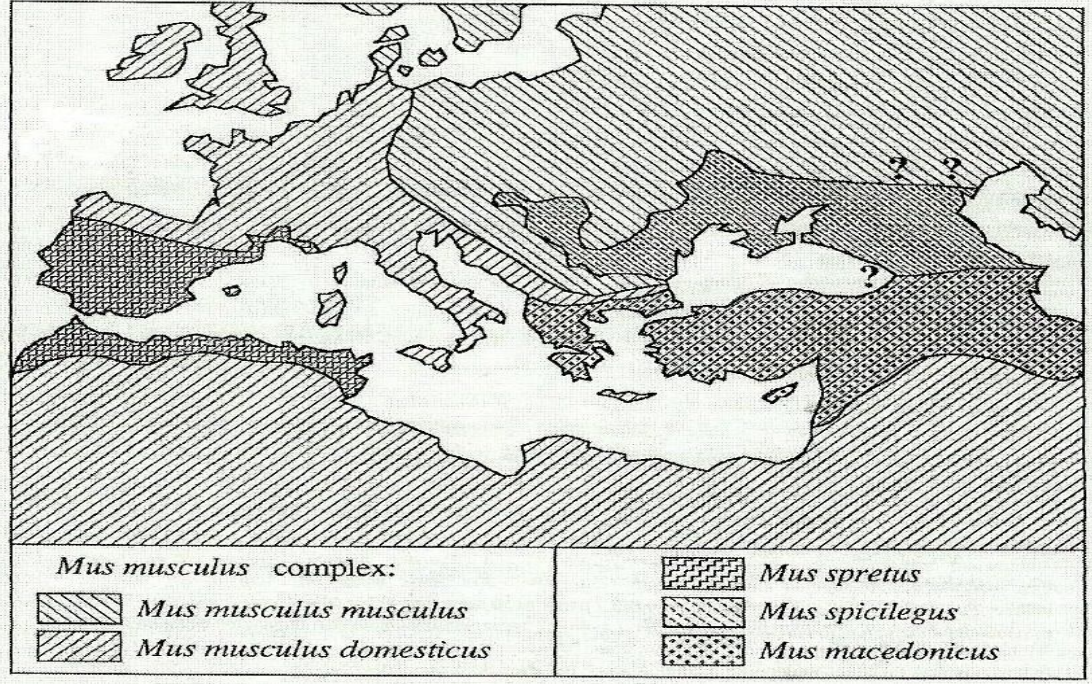 ? ?
?
Mus musculus complex:
Mus musculus musculus
Mus musculus domesticus
Mus spretus
Mus spicilegus
Mus macedonicus